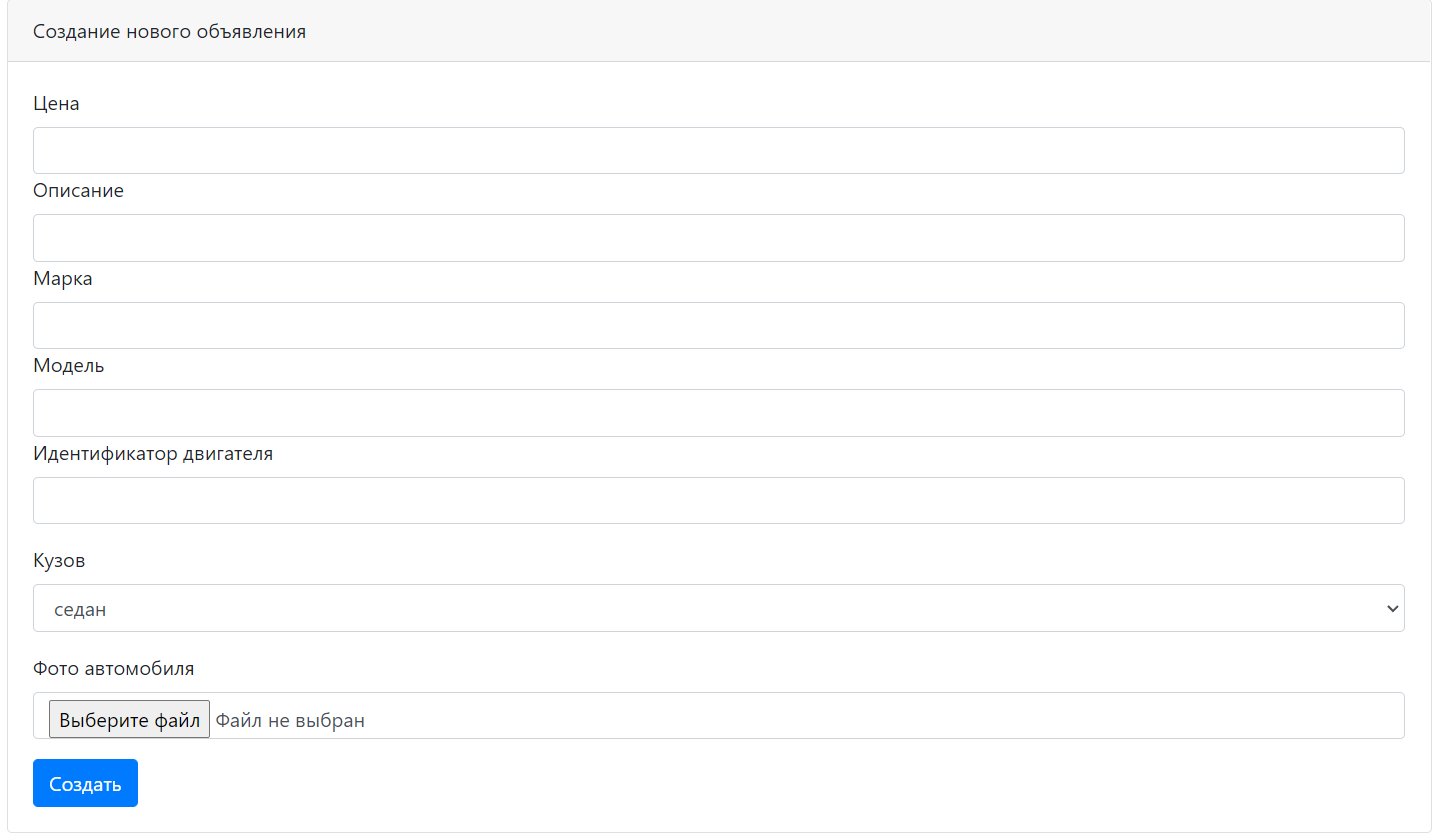 Создание нового объявления
Цена
Описание
Марка
Модель
Идентификатор двигателя
Кузов
седан
Фото автомобиля
Выберите файл Файл не выбран
Создать